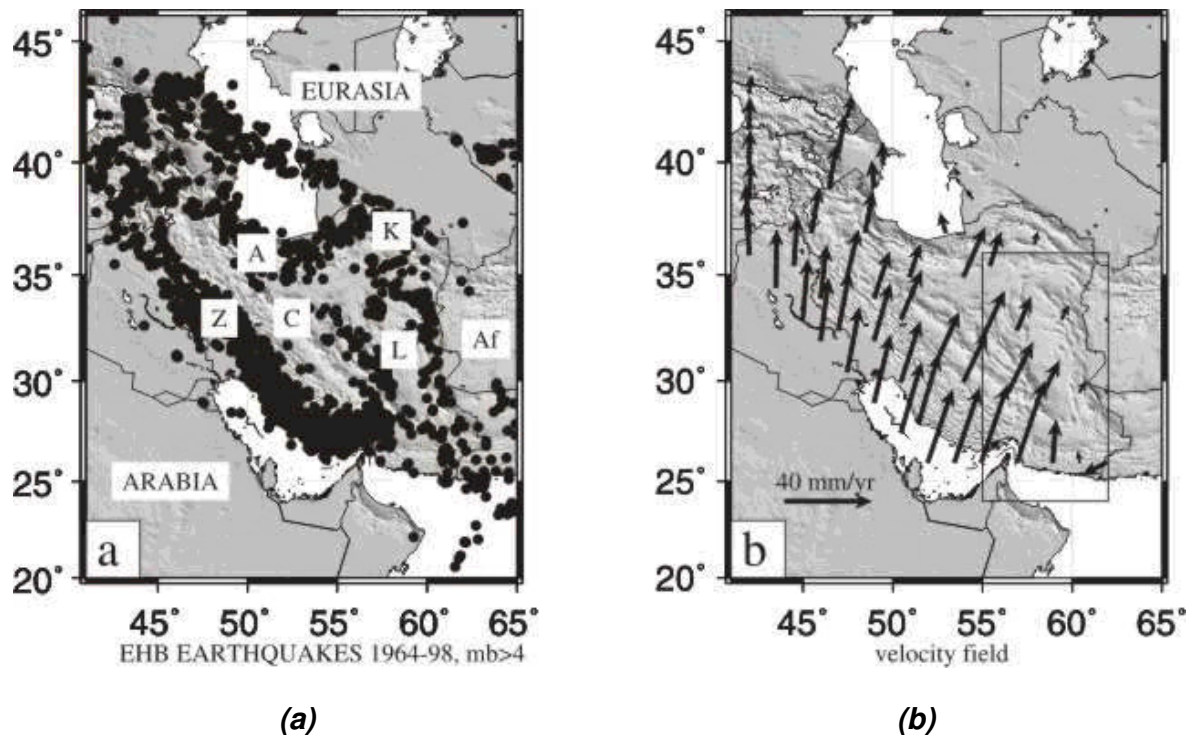 45°
40°
35°
30°
25°
20°
EURASIA
K
A
Z
C
L
Af
ARABIA
a
45° 50° 55° 60° 65°
EHB EARTHQUAKES 1964-98, mb>4
(a)
45°
40°
35°
30°
25°
20°
40 mm/yr
b
45° 50° 55° 60° 65°
velocity field
(b)